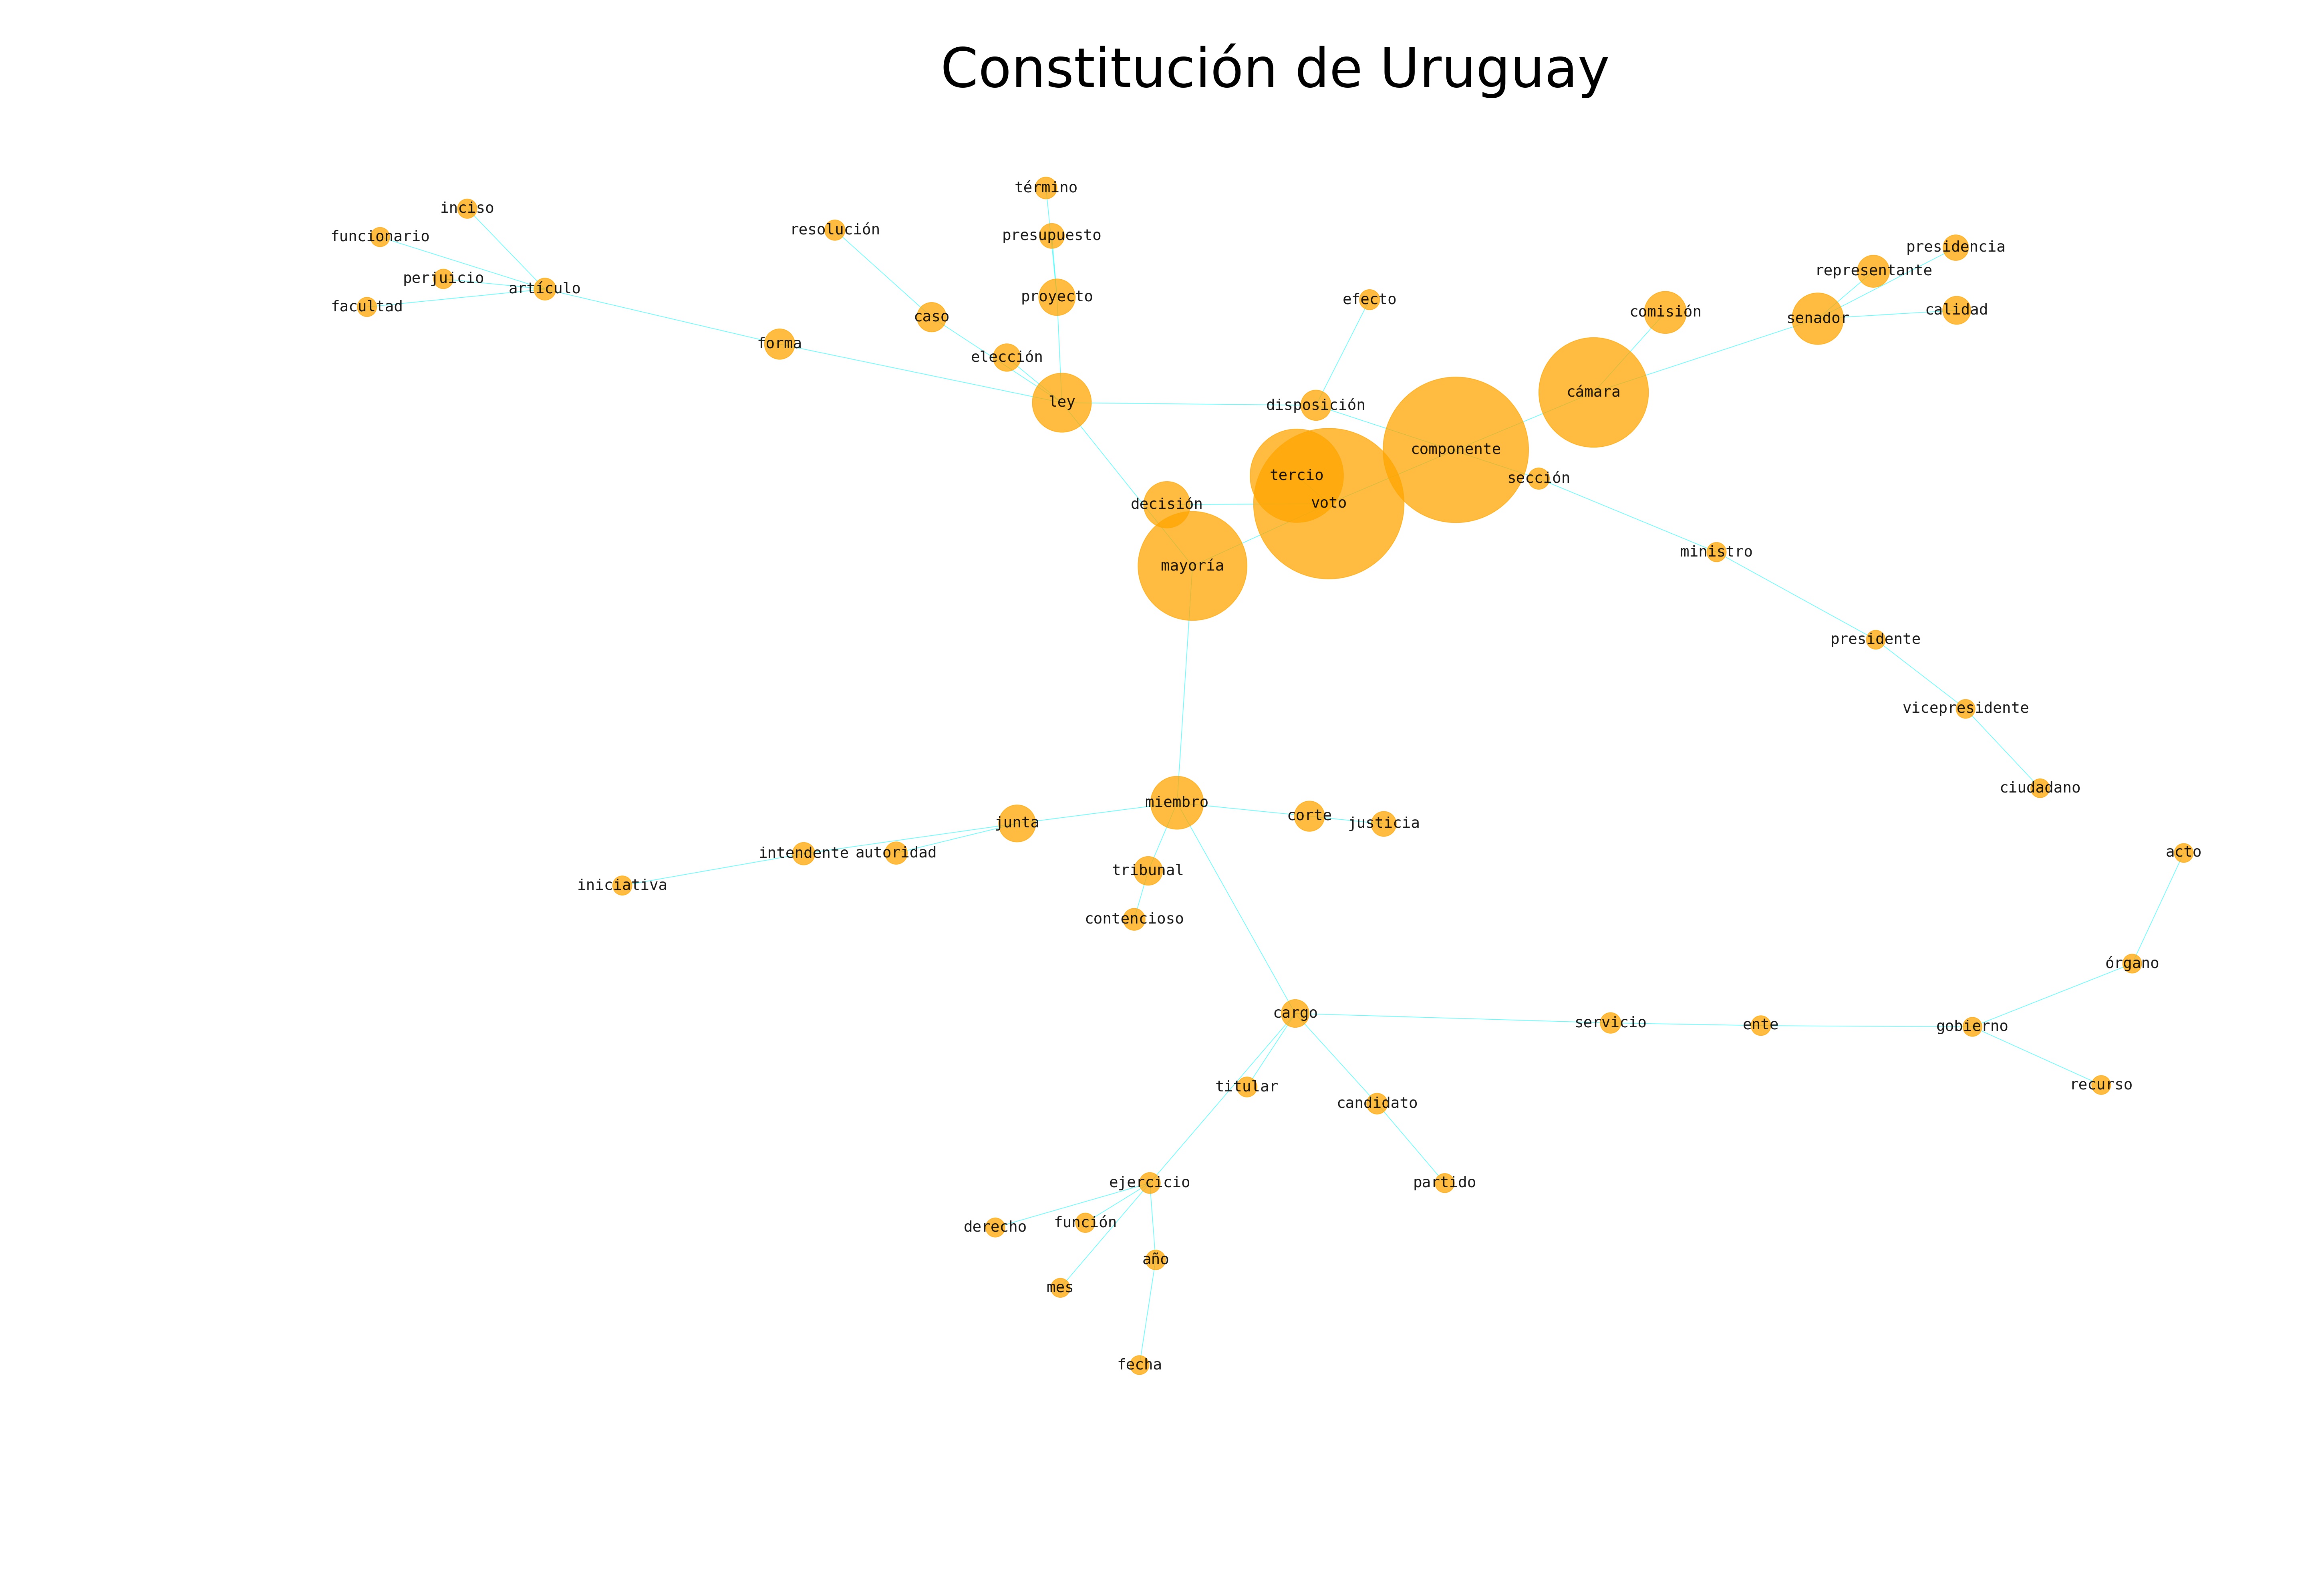 Constitución de Uruguay
término
inciso
resolución
presupuesto
funcionario
presidencia
representante
perjuicio
artículo
proyecto
efecto
facultad
comisión
calidad
caso
senador
forma
elección
cámara
ley
disposición
componente
tercio
sección
decisión
voto
ministro
mayoría
presidente
vicepresidente
ciudadano
miembro
corte
junta
justicia
intendente
autoridad
acto
tribunal
iniciativa
contencioso
órgano
cargo
servicio
ente
gobierno
titular
recurso
candidato
ejercicio
partido
función
derecho
año
mes
fecha